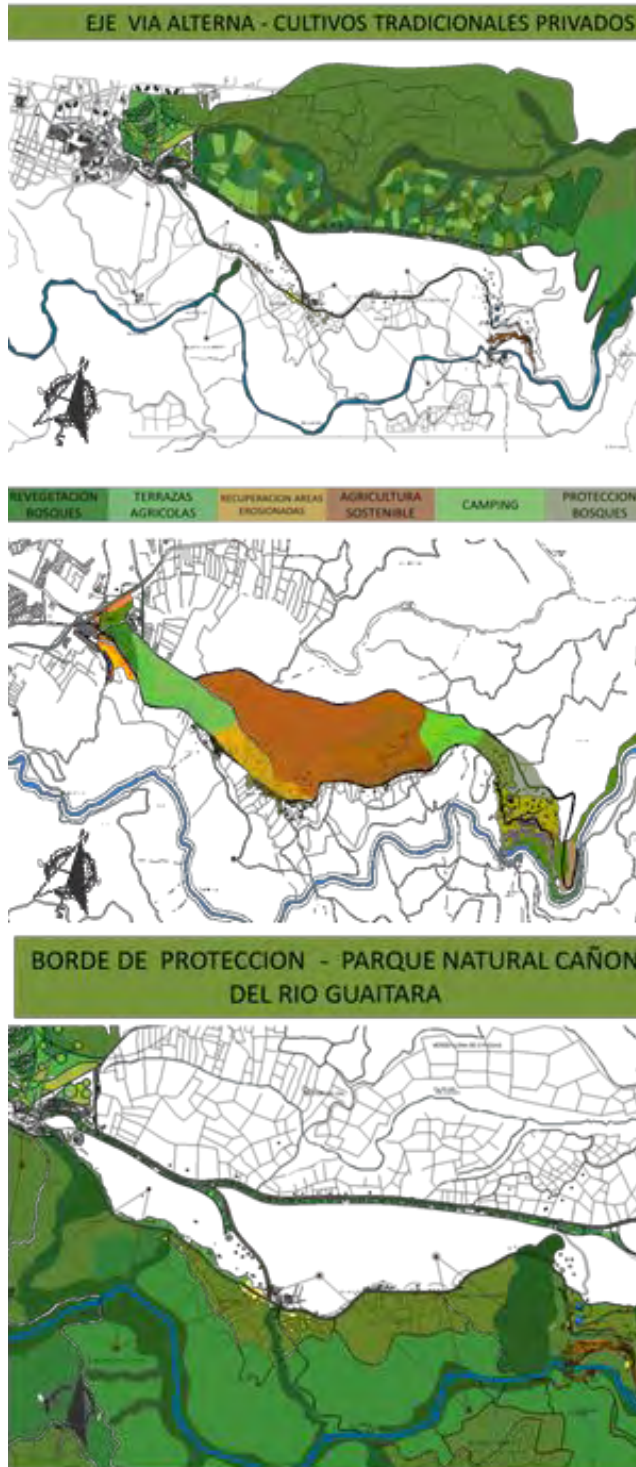 EJE VIA ALTERNA - CULTIVOS TRADICIONALES PRIVADOS
REVEGETACIÓN
BOSQUES
TERRAZAS
AGRICOLAS
RECUPERACION AREAS
EROSIONADAS
AGRICULTURA
SOSTENIBLE
CAMPING
PROTECCION
BOSQUES
BORDE DE PROTECCION - PARQUE NATURAL CAÑON
DEL RIO GUAITARA